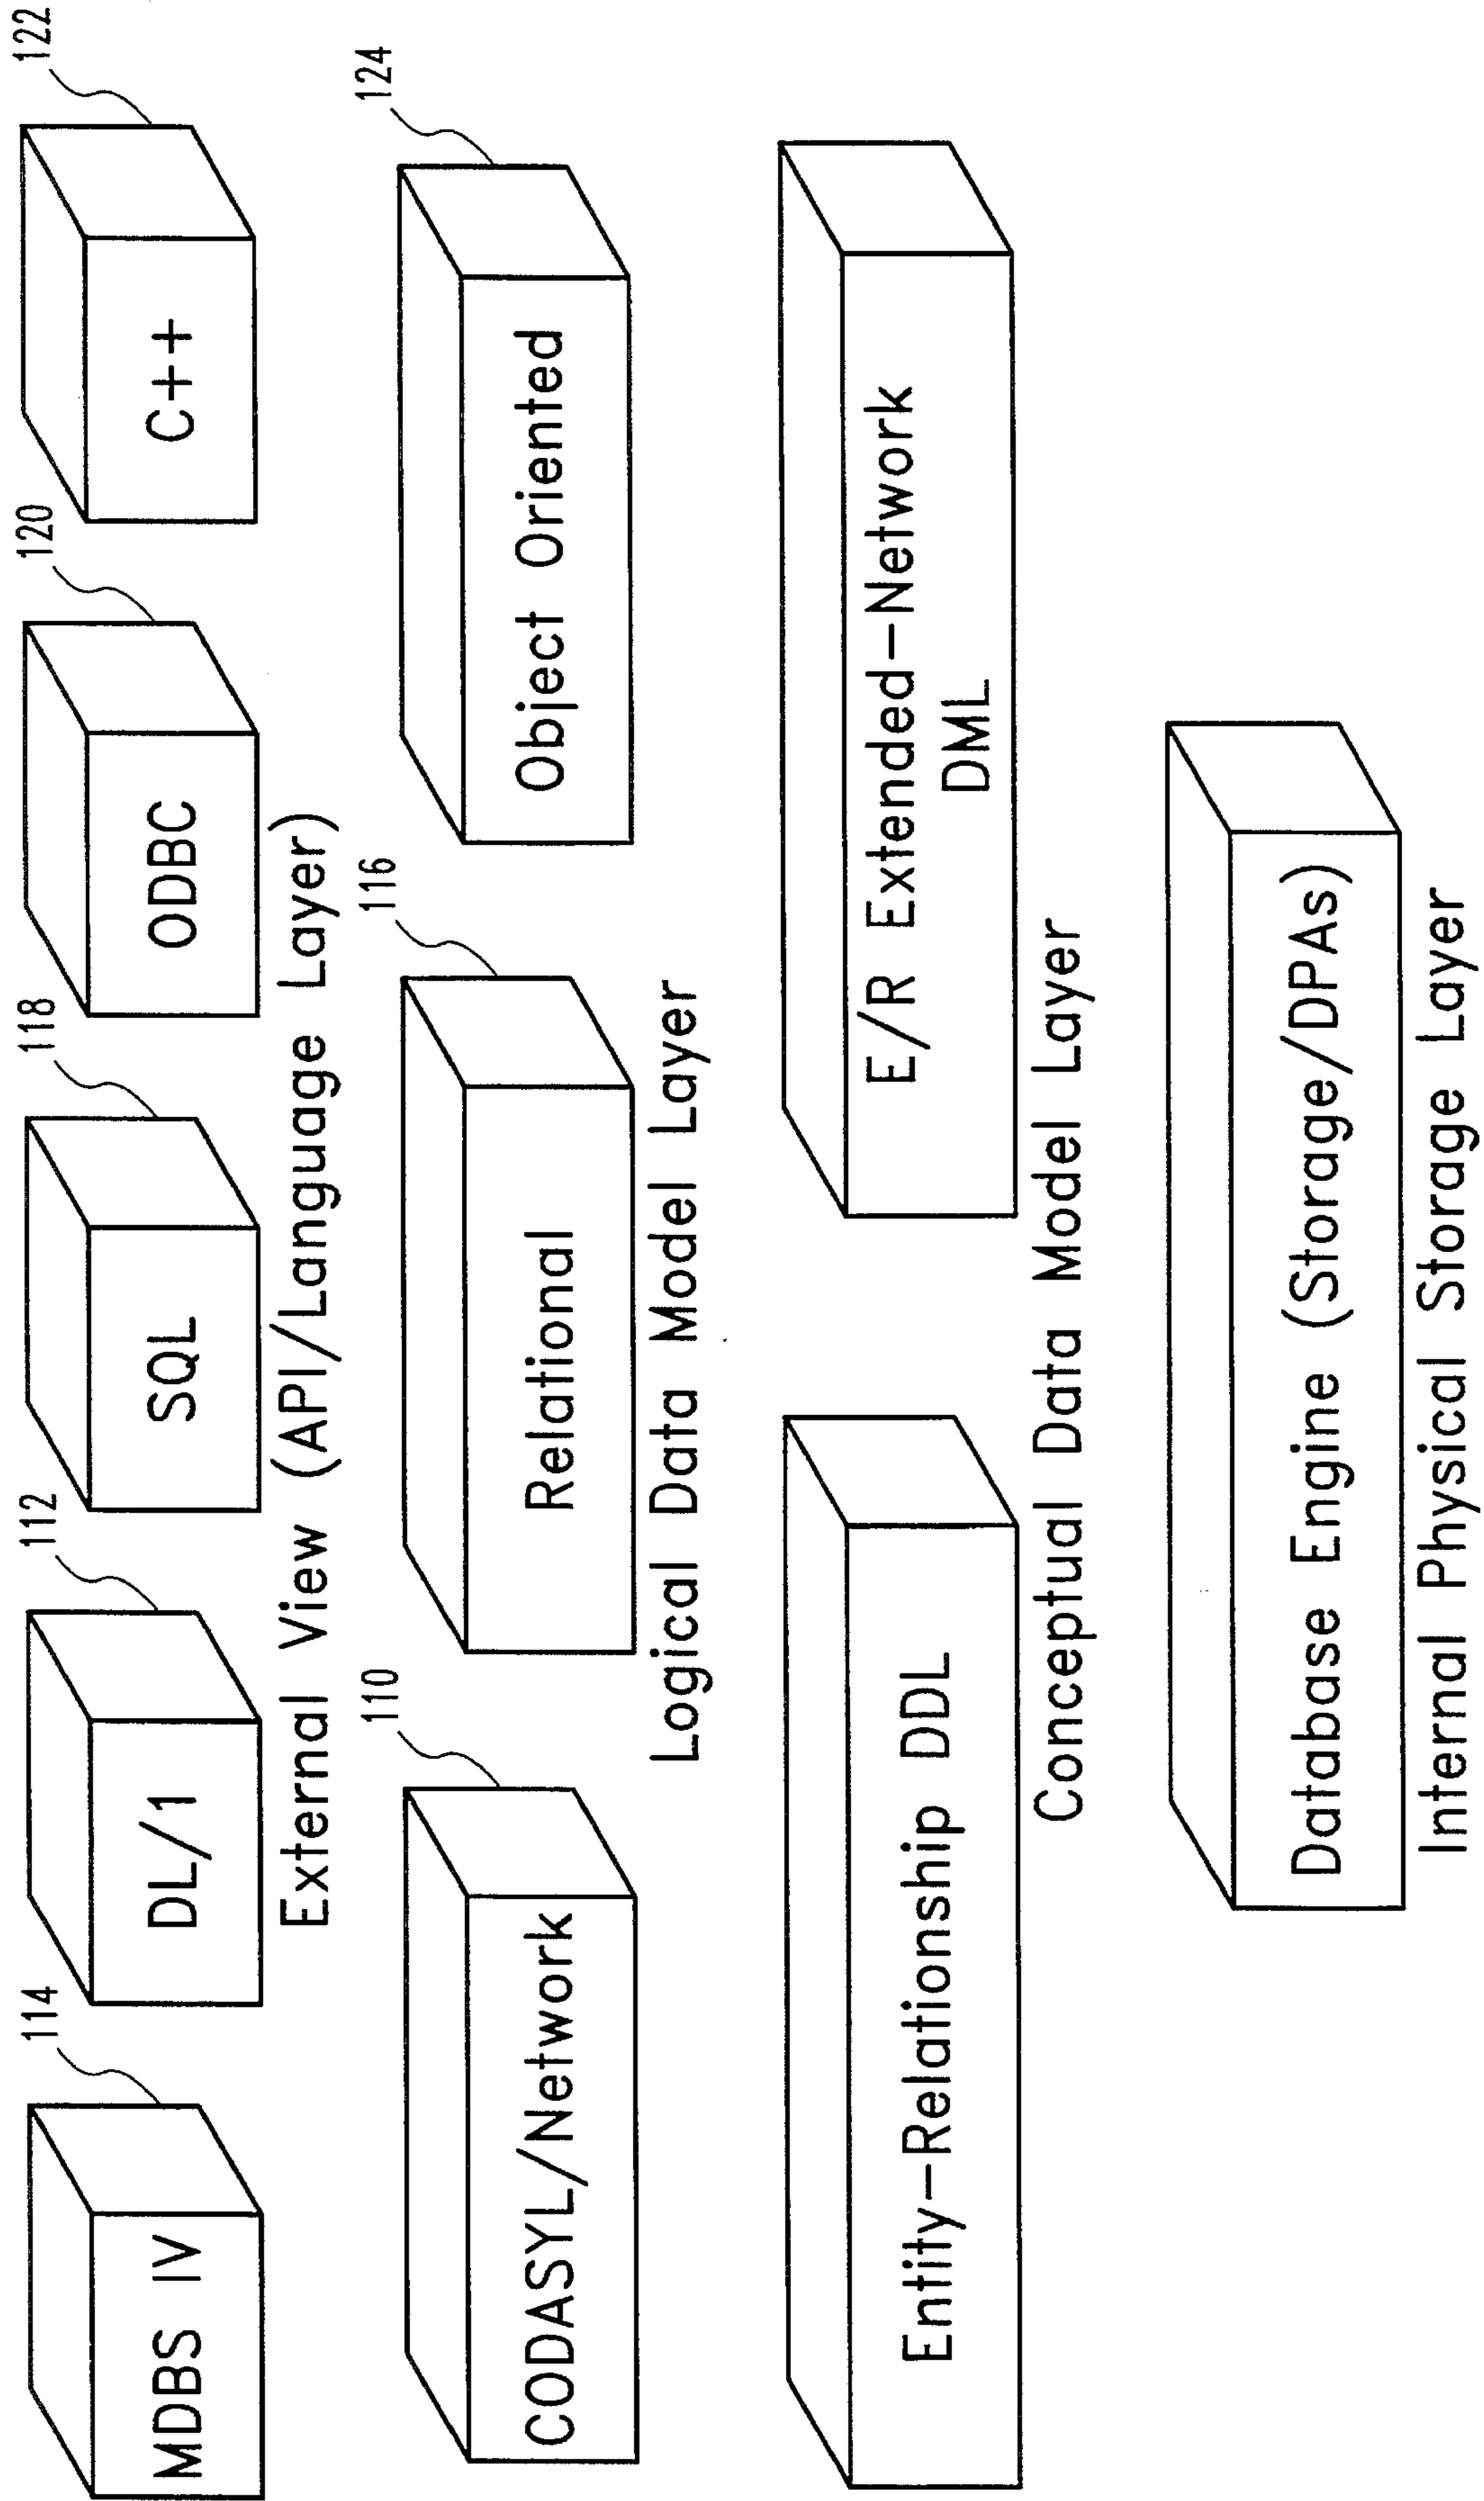 114
112
118
120
122
MDBS IV
DL/1
SQL
ODBC
C++
External View (API/Language Layer)
110
116
124
CODASYL/Network
Relational
Object Oriented
Logical Data Model Layer
Entity-Relationship DDL
E/R Extended-Network
DML
Conceptual Data Model Layer
Database Engine (Storage/DPAs)
Internal Physical Storage Layer